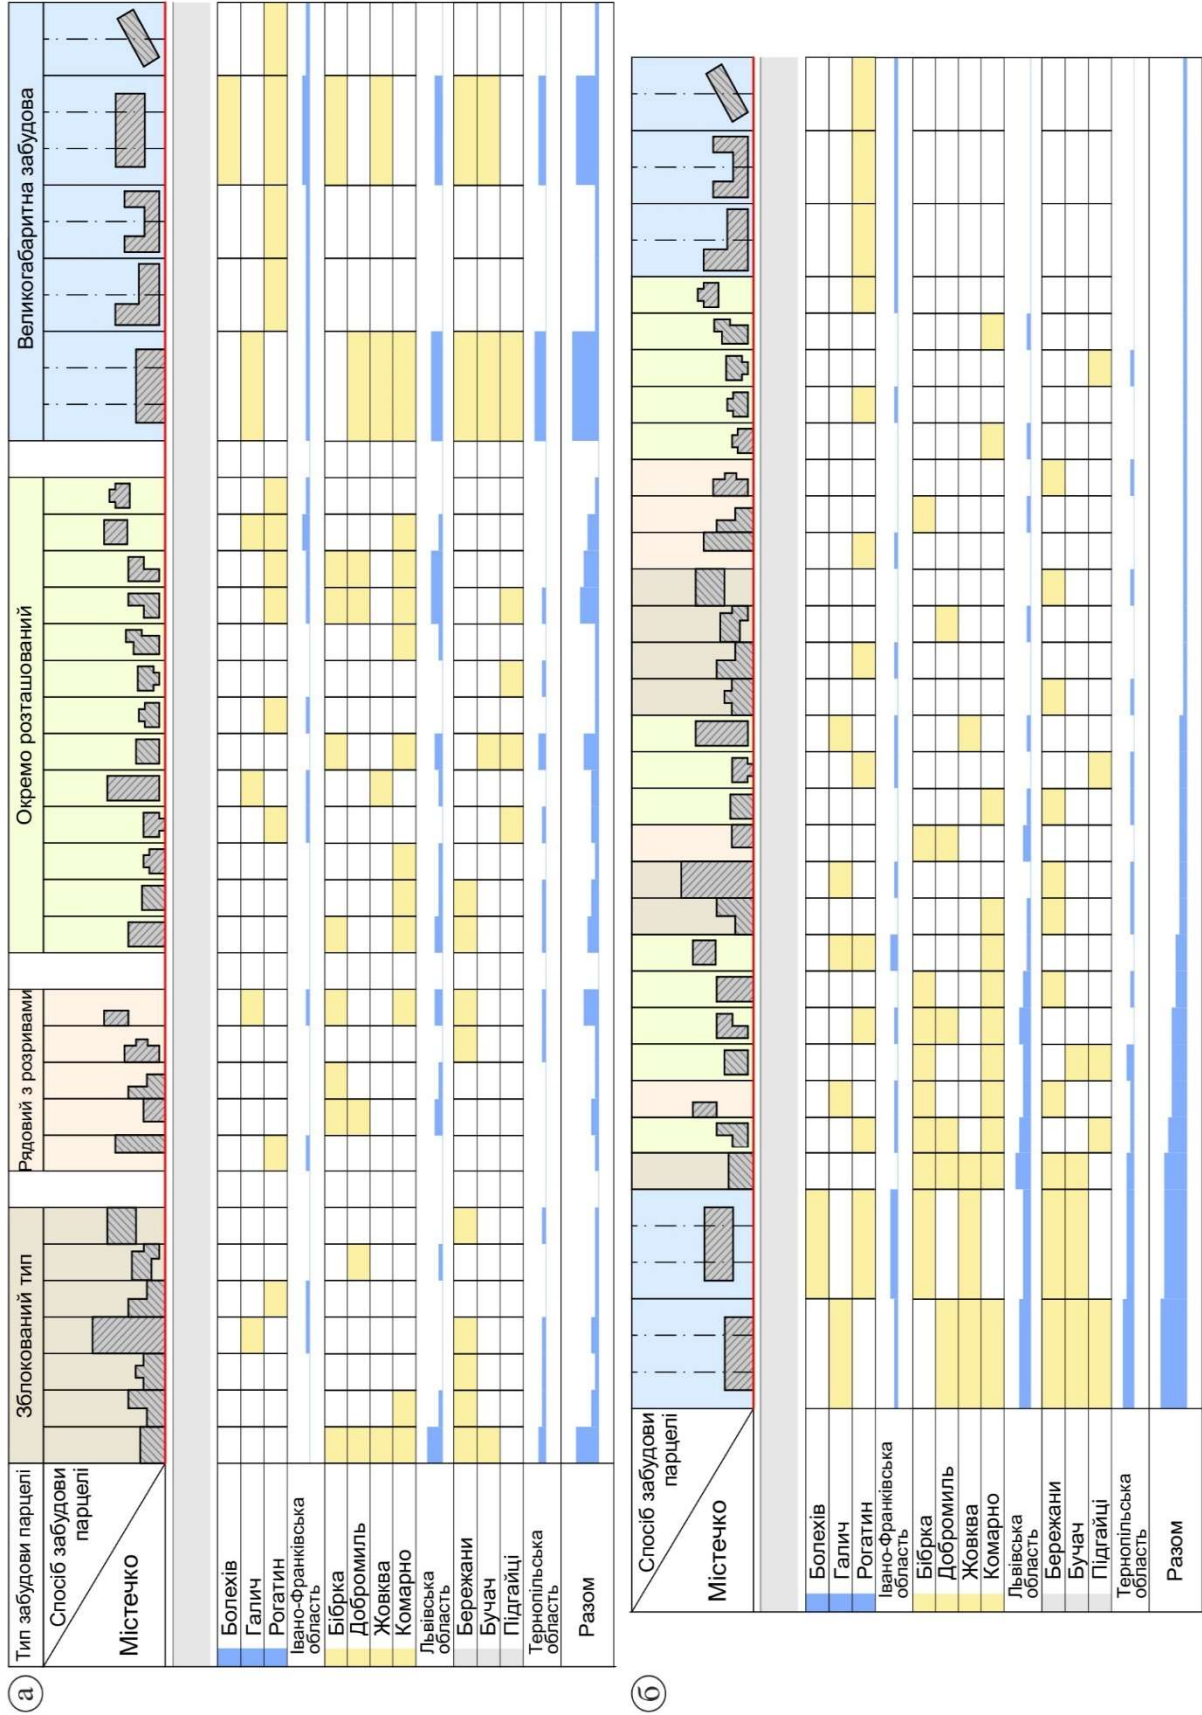 а
Тип забудови парцелі
Зблокований тип
Рядовий з розривами
Окремо розташований
Великогабаритна забудова
Спосіб забудови
парцелі
Містечко
Болехів
Галич
Рогатин
Івано-Франківська
область
Бібрка
Добромиль
Жовква
Комарно
Львівська
область
Бережани
Бучач
Підгайці
Тернопільська
область
Разом
б
Спосіб забудови
парцелі
Містечко
Болехів
Галич
Рогатин
Івано-Франківська
область
Бібрка
Добромиль
Жовква
Комарно
Львівська
область
Бережани
Бучач
Підгайці
Тернопільська
область
Разом